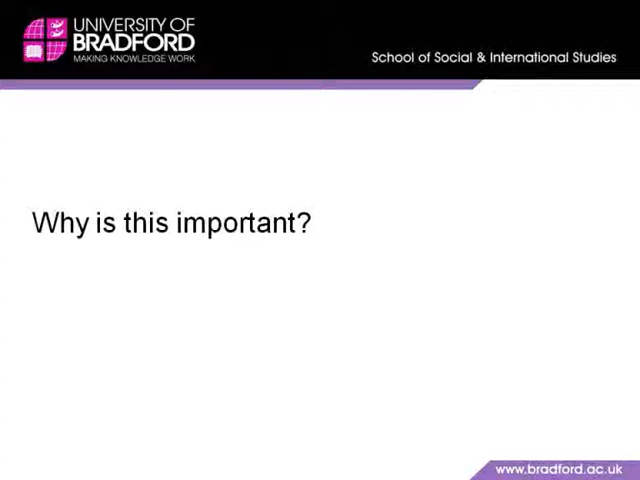 UNIVERSITY OF
BRADFORD
MAKING KNOWLEDGE WORK
School of Social & International Studies
Why is this important?
www.bradford.ac.uk